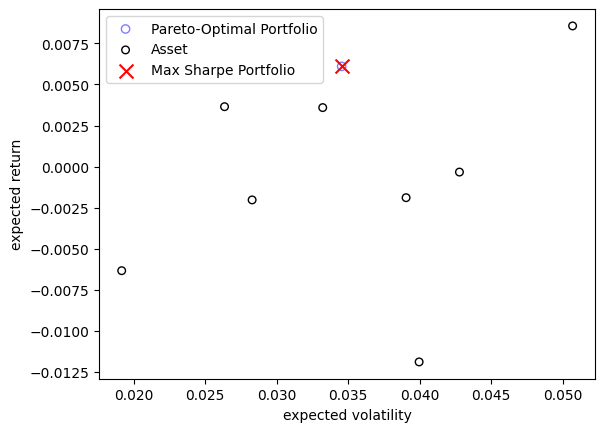 Pareto-Optimal Portfolio
Asset
Max Sharpe Portfolio
0.0075
0.0050
0.0025
0.0000
−0.0025
−0.0050
−0.0075
−0.0100
−0.0125
expected return
0.020 0.025 0.030 0.035 0.040 0.045 0.050
expected volatility